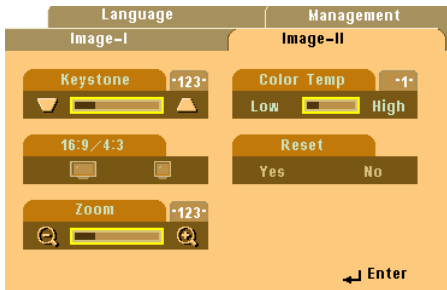 Language Management
Image-I Image-II
Keystone -123-
Color Temp -1-
Low High
16:9/4:3
Reset
Yes No
Zoom -123-
Enter